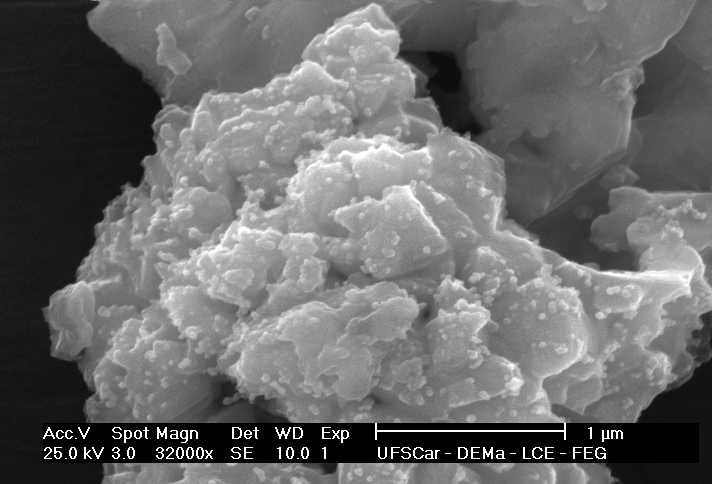 Acc.V Spot Magn Det WD Exp 1 µm
25.0 kV 3.0 32000x SE 10.0 1 UFSCar - DEMa - LCE - FEG